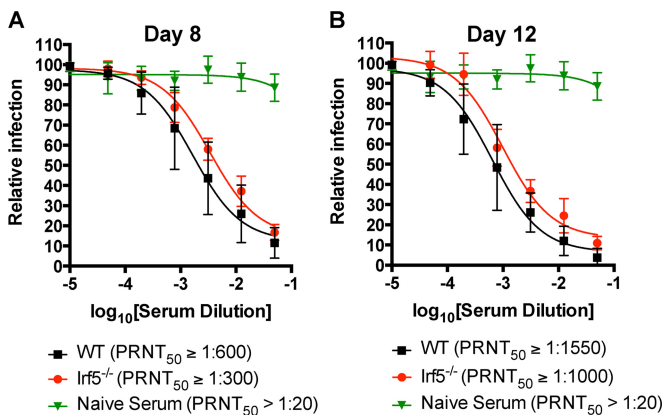 A
Day 8
Relative infection
110
100
90
80
70
60
50
40
30
20
10
0
-5 -4 -3 -2 -1
log10[Serum Dilution]
WT (PRNT50 ≥ 1:600)
Irf5-/- (PRNT50 ≥ 1:300)
Naive Serum (PRNT50 > 1:20)
B
Day 12
Relative infection
110
100
90
80
70
60
50
40
30
20
10
0
-5 -4 -3 -2 -1
log10[Serum Dilution]
WT (PRNT50 ≥ 1:1550)
Irf5-/- (PRNT50 ≥ 1:1000)
Naive Serum (PRNT50 > 1:20)